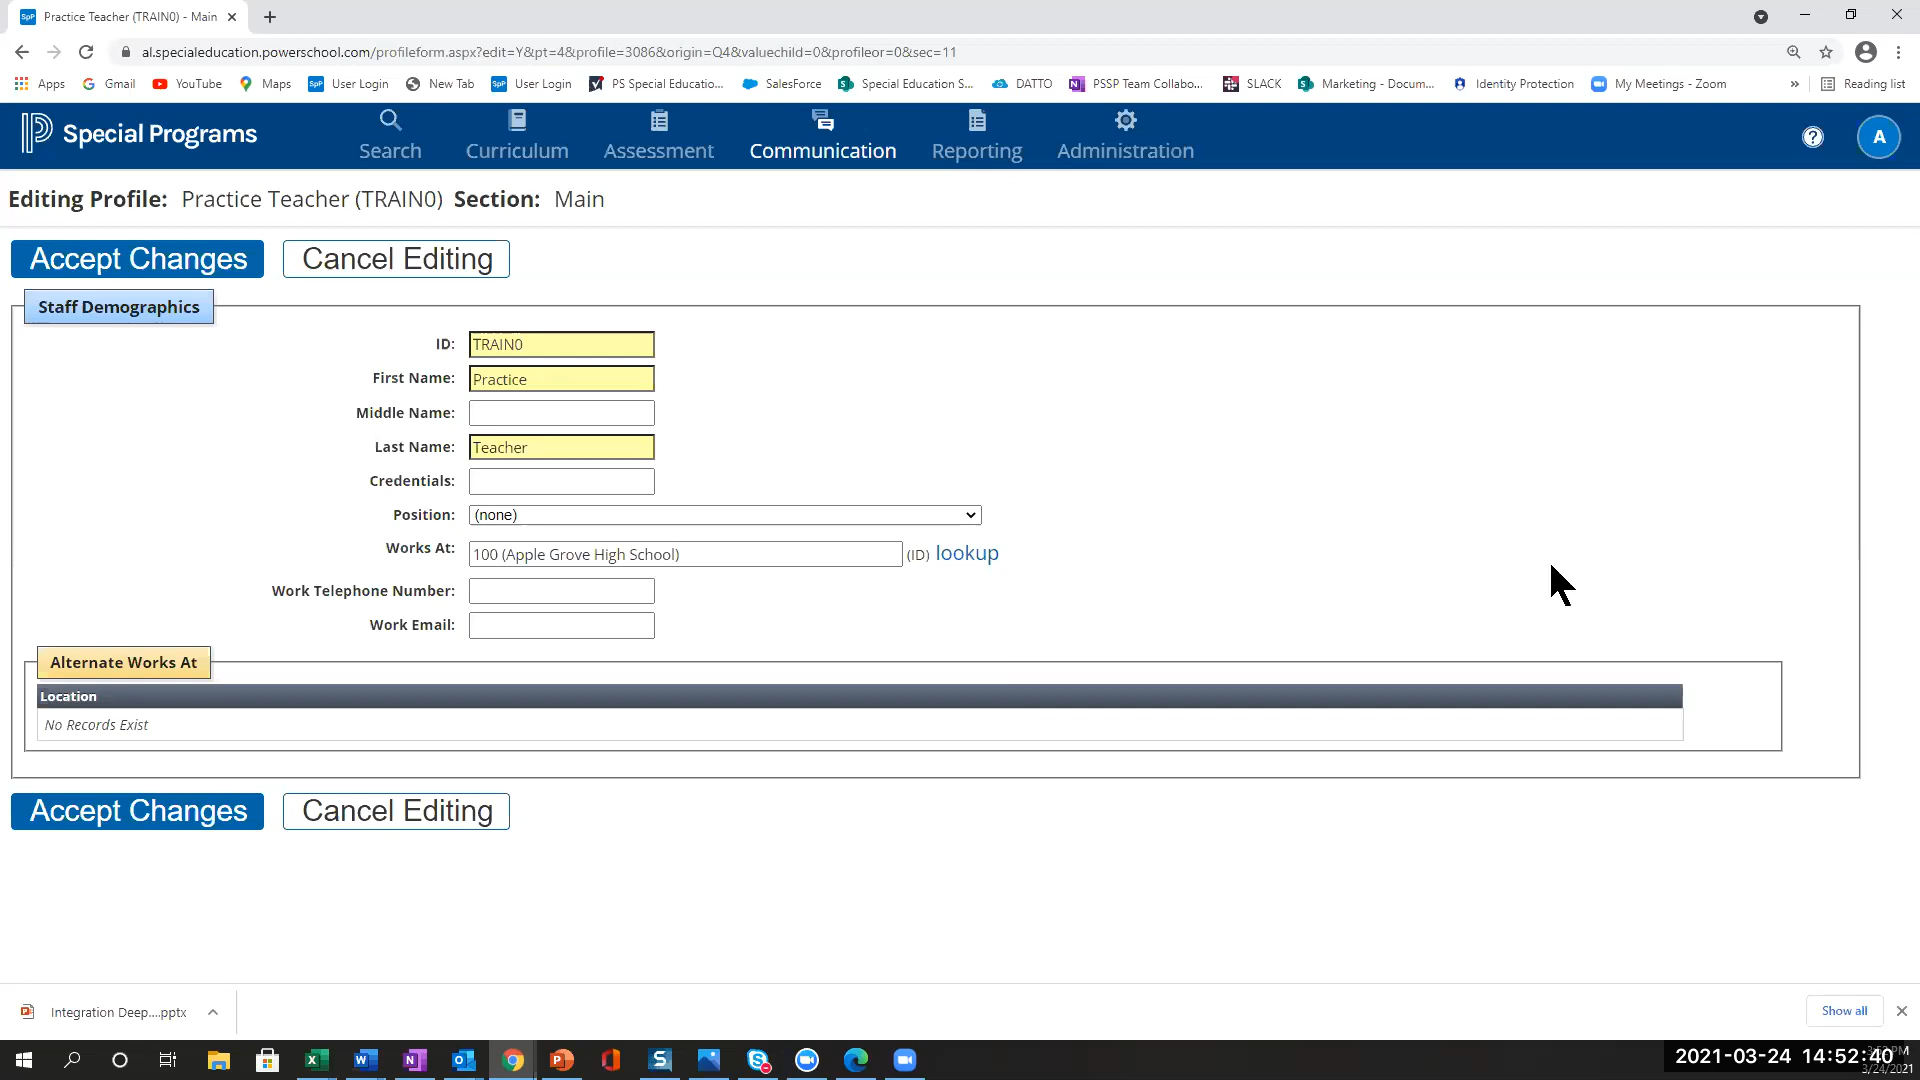 Practice Teacher (TRAIN0) - Main
al.specialeducation.powerschool.com/profileform.aspx?edit=Y&pt=4&profile=3086&origin=Q4&valuechild=0&profileor=0&sec=11
Apps Gmail YouTube Maps User Login New Tab User Login PS Special Educatio... SalesForce Special Education S... DATTO PSSP Team Collabo... SLACK Marketing - Docum... Identity Protection My Meetings - Zoom » Reading list
Special Programs Search Curriculum Assessment Communication Reporting Administration A
Editing Profile: Practice Teacher (TRAIN0) Section: Main
Accept Changes Cancel Editing
Staff Demographics
ID: TRAIN0
First Name: Practice
Middle Name:
Last Name: Teacher
Credentials:
Position: (none)
Works At: 100 (Apple Grove High School) (ID) lookup
Work Telephone Number:
Work Email:
Alternate Works At
Location
No Records Exist
Accept Changes Cancel Editing
Integration Deep....pptx Show all
2021-03-24 14:52:40
3/24/2021